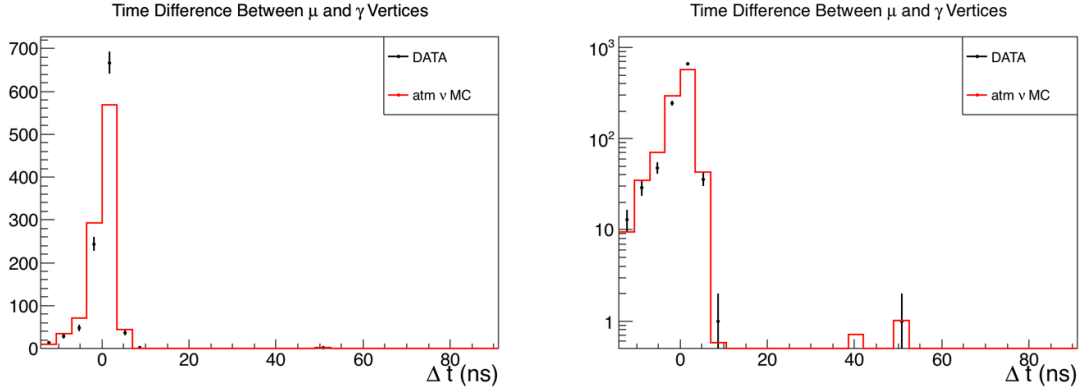 Time Difference Between μ and γ Vertices
700
600
500
400
300
200
100
0
DATA
atm ν MC
0 20 40 60 80
Δ t (ns)
Time Difference Between μ and γ Vertices
10³
10²
10
1
DATA
atm ν MC
0 20 40 60 80
Δ t (ns)